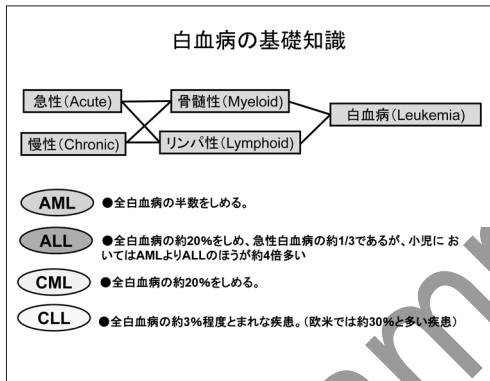 白血病の基礎知識
急性(Acute)
骨髄性(Myeloid)
白血病(Leukemia)
慢性(Chronic)
リンパ性(Lymphoid)
AML ●全白血病の半数をしめる。
ALL ●全白血病の約20%をしめ、急性白血病の約1/3であるが、小児に お
いてはAMLよりALLのほうが約4倍多い
CML ●全白血病の約20%をしめる。
CLL ●全白血病の約3%程度とまれな疾患。(欧米では約30%と多い疾患)